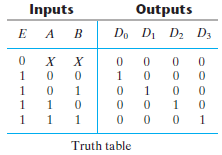 Inputs Outputs
E A B D0 D1 D2 D3
0 X X 0 0 0 0
1 0 0 1 0 0 0
1 0 1 0 1 0 0
1 1 0 0 0 1 0
1 1 1 0 0 0 1
Truth table